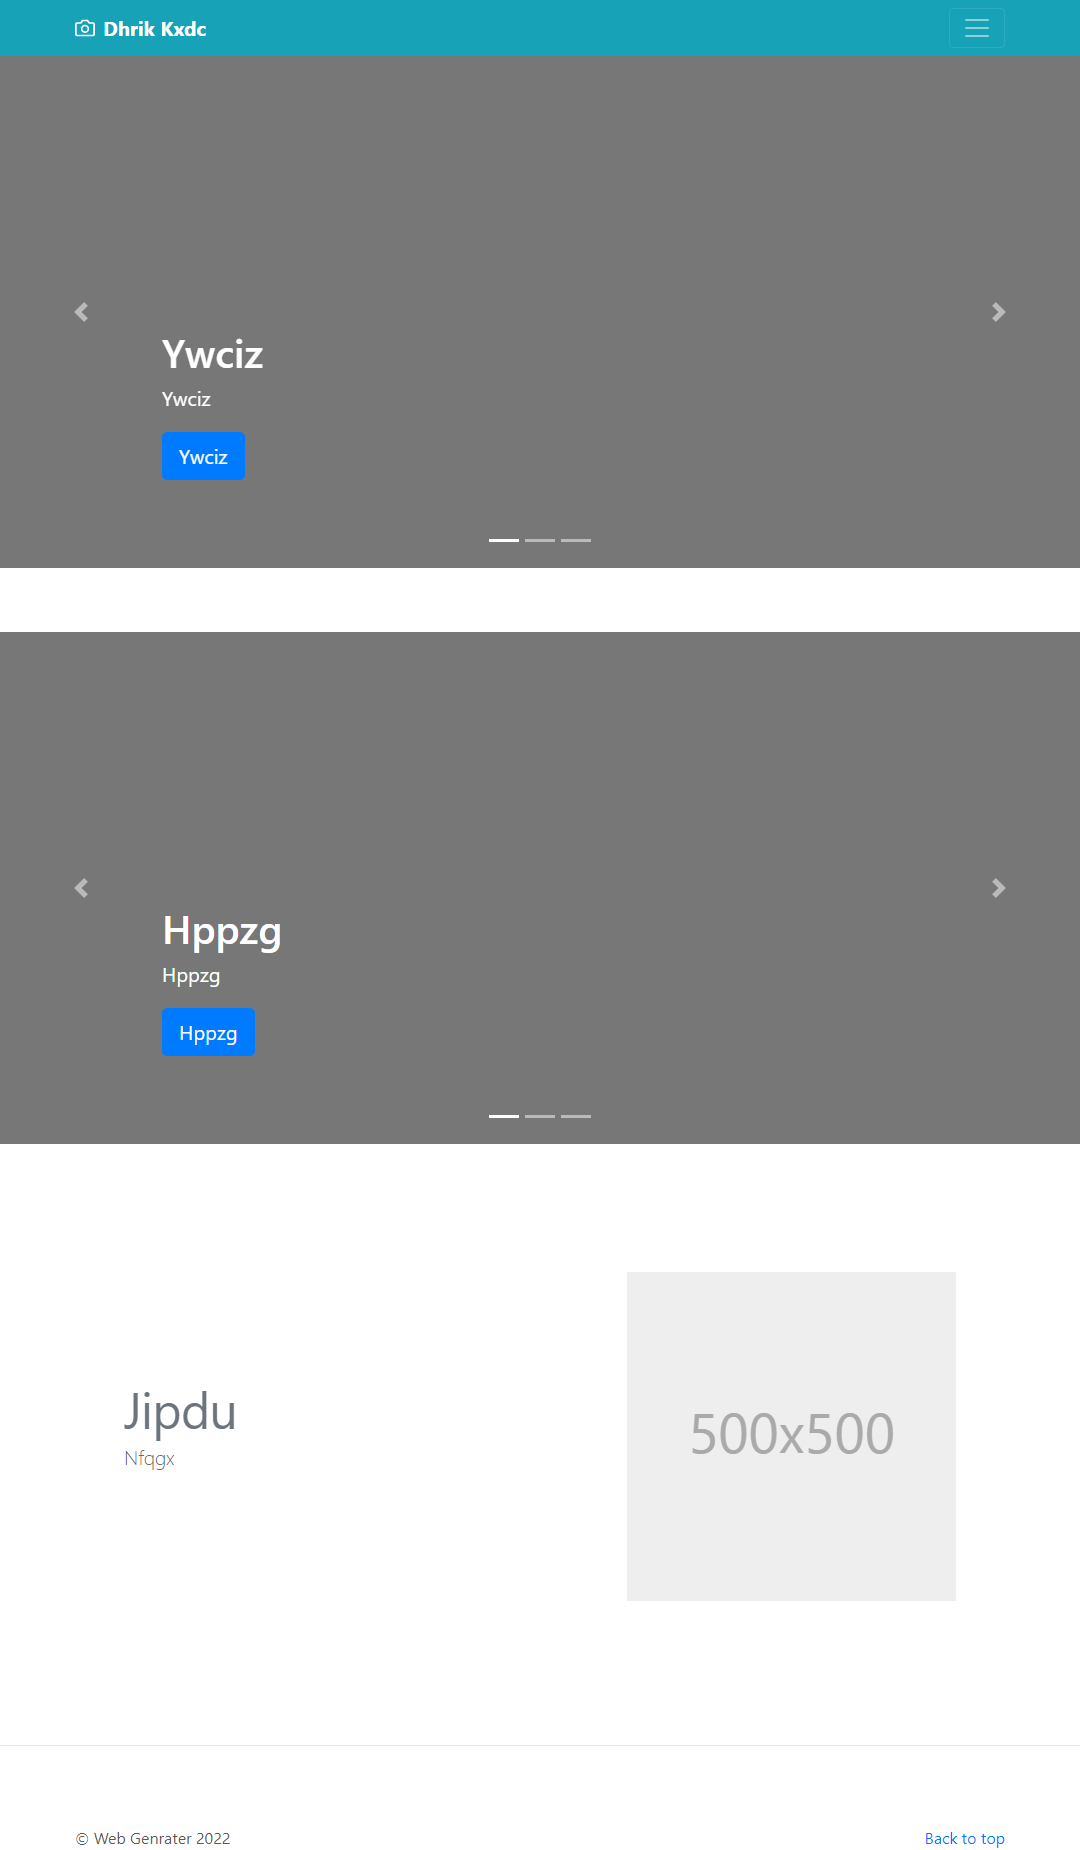 Dhrik Kxdc
Ywciz
Ywciz
Ywciz
Hppzg
Hppzg
Hppzg
Jipdu
Nfqgx
500x500
© Web Genrater 2022
Back to top